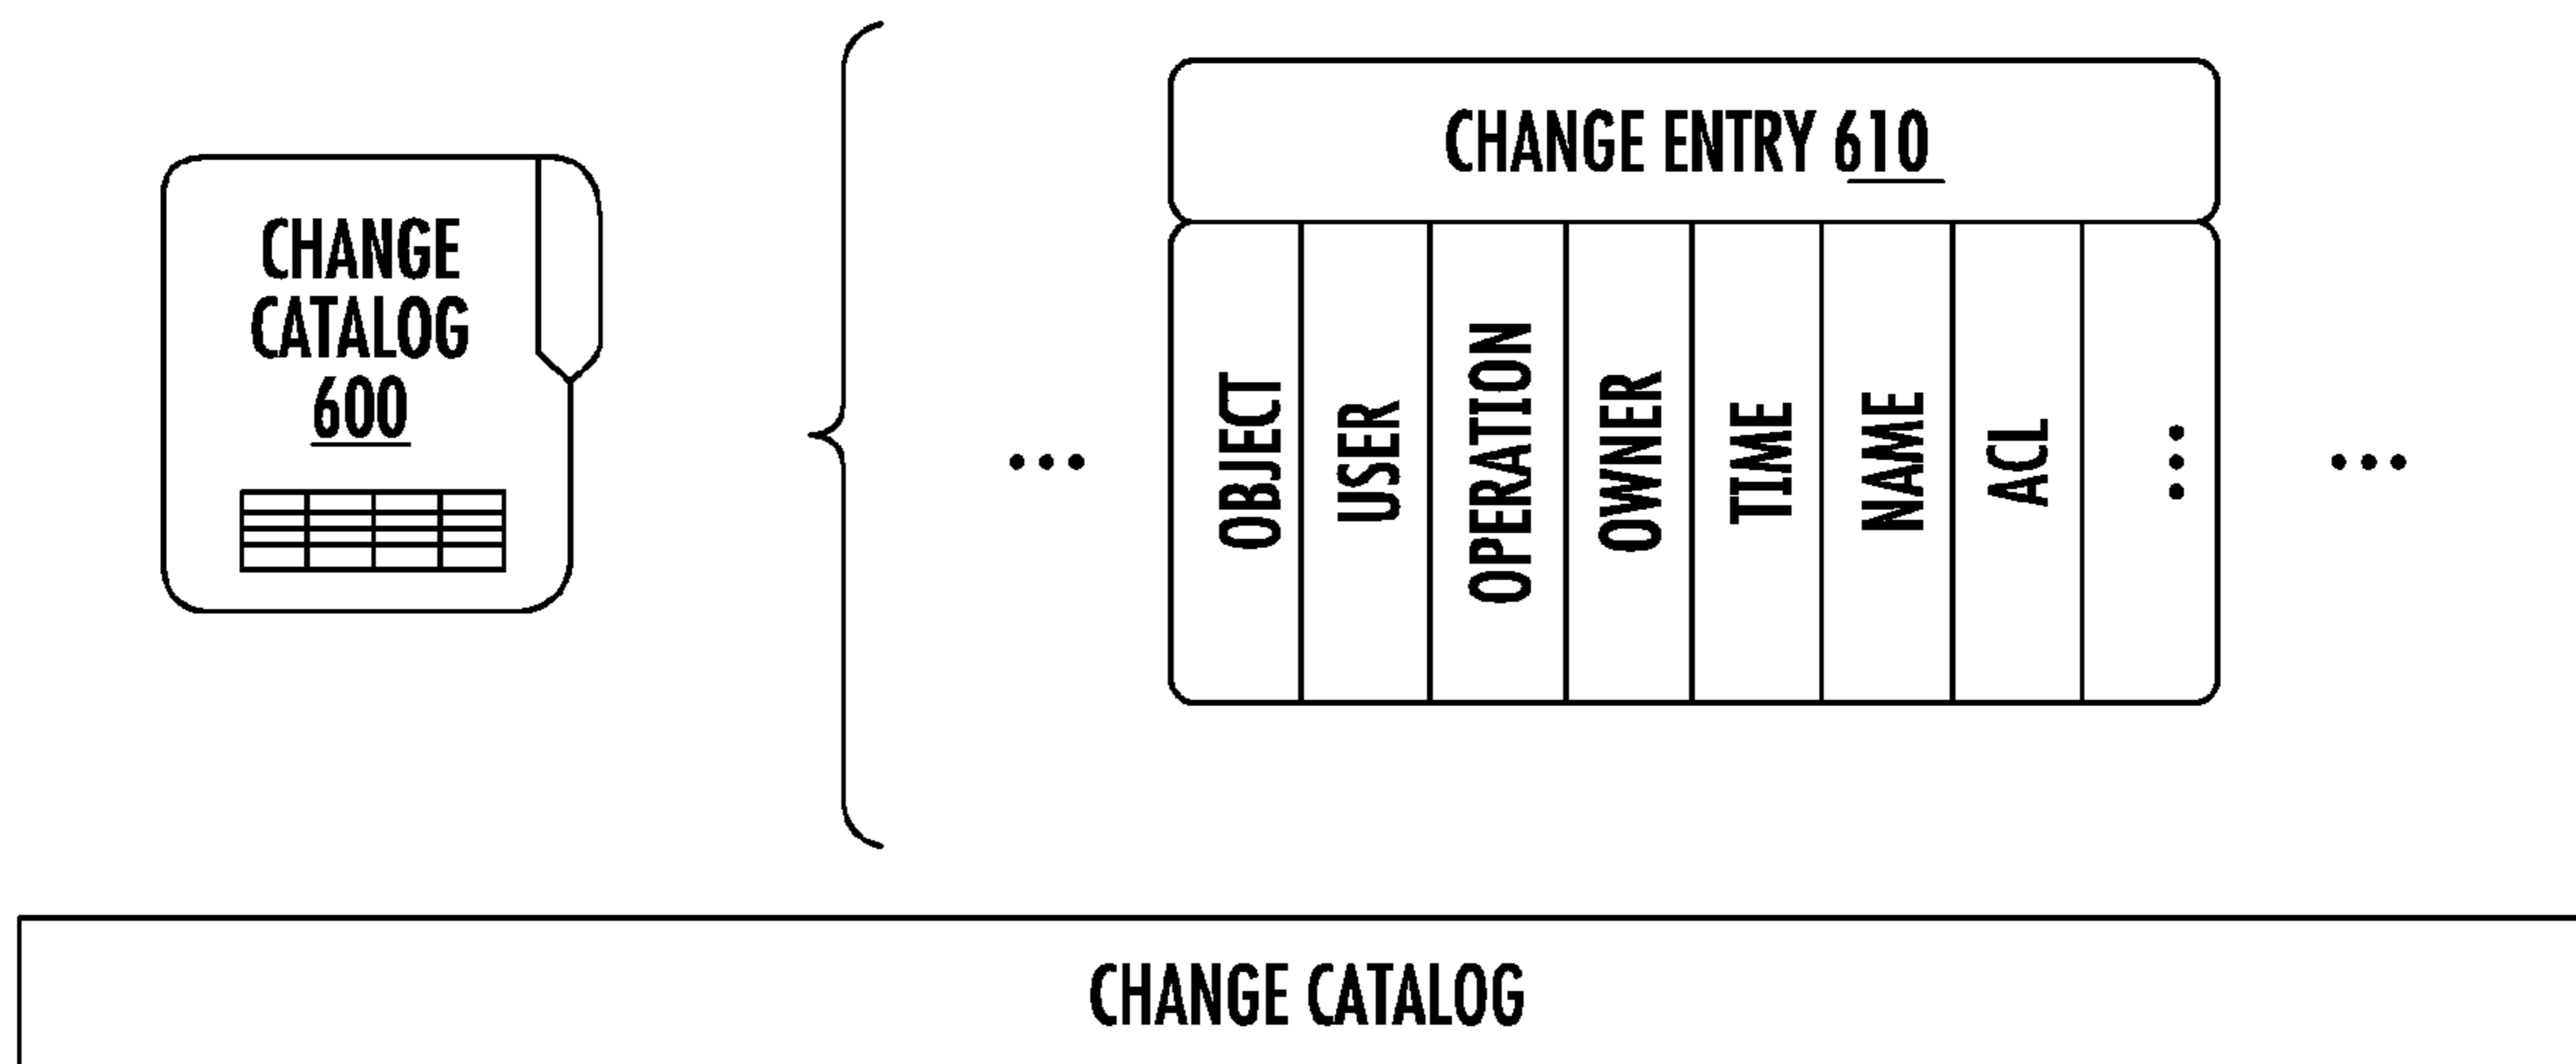 CHANGE
CATALOG
600
CHANGE ENTRY 610
OBJECT
USER
OPERATION
OWNER
TIME
NAME
ACL
CHANGE CATALOG